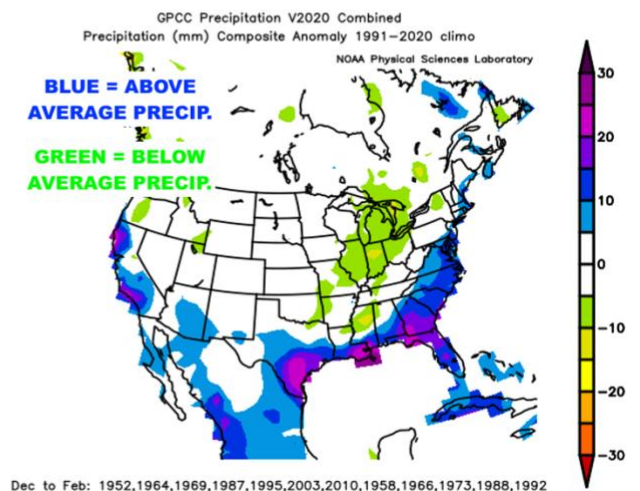 GPCC Precipitation V2020 Combined
Precipitation (mm) Composite Anomaly 1991-2020 climo
NOAA Physical Sciences Laboratory
BLUE = ABOVE
AVERAGE PRECIP.
GREEN = BELOW
AVERAGE PRECIP.
30
20
10
0
-10
-20
-30
Dec to Feb: 1952,1964,1969,1987,1995,2003,2010,1958,1966,1973,1988,1992